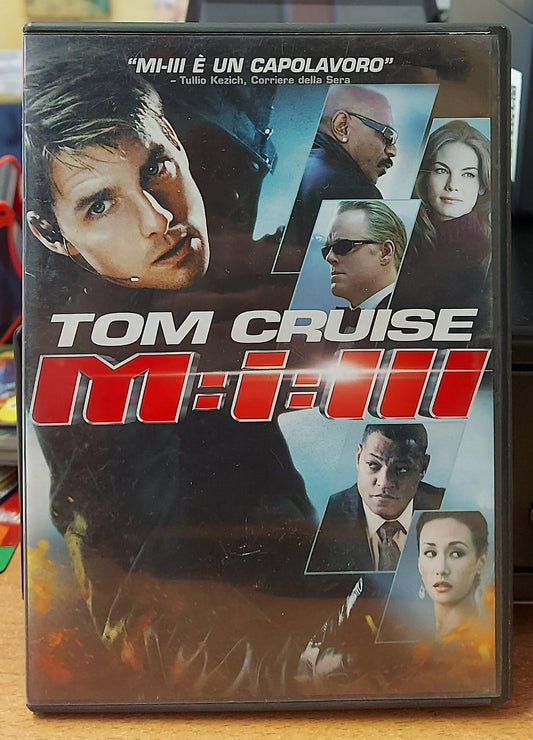 “MI-III È UN CAPOLAVORO”
– Tullio Kezich, Corriere della Sera
TOM CRUISE
M:i:III